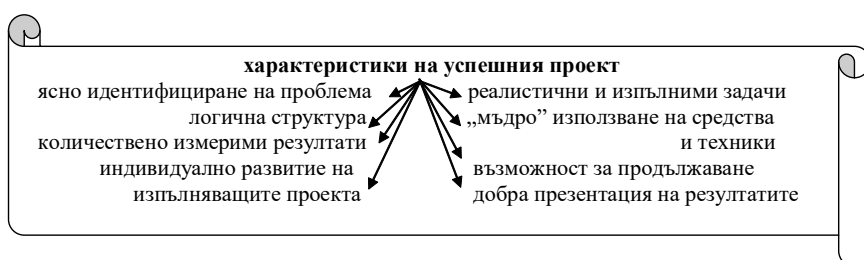 характеристики на успешния проект
ясно идентифициране на проблема
логична структура
количествено измерими резултати
индивидуално развитие на
изпълняващите проекта
реалистични и изпълними задачи
„мъдро” използване на средства
и техники
възможност за продължаване
добра презентация на резултатите